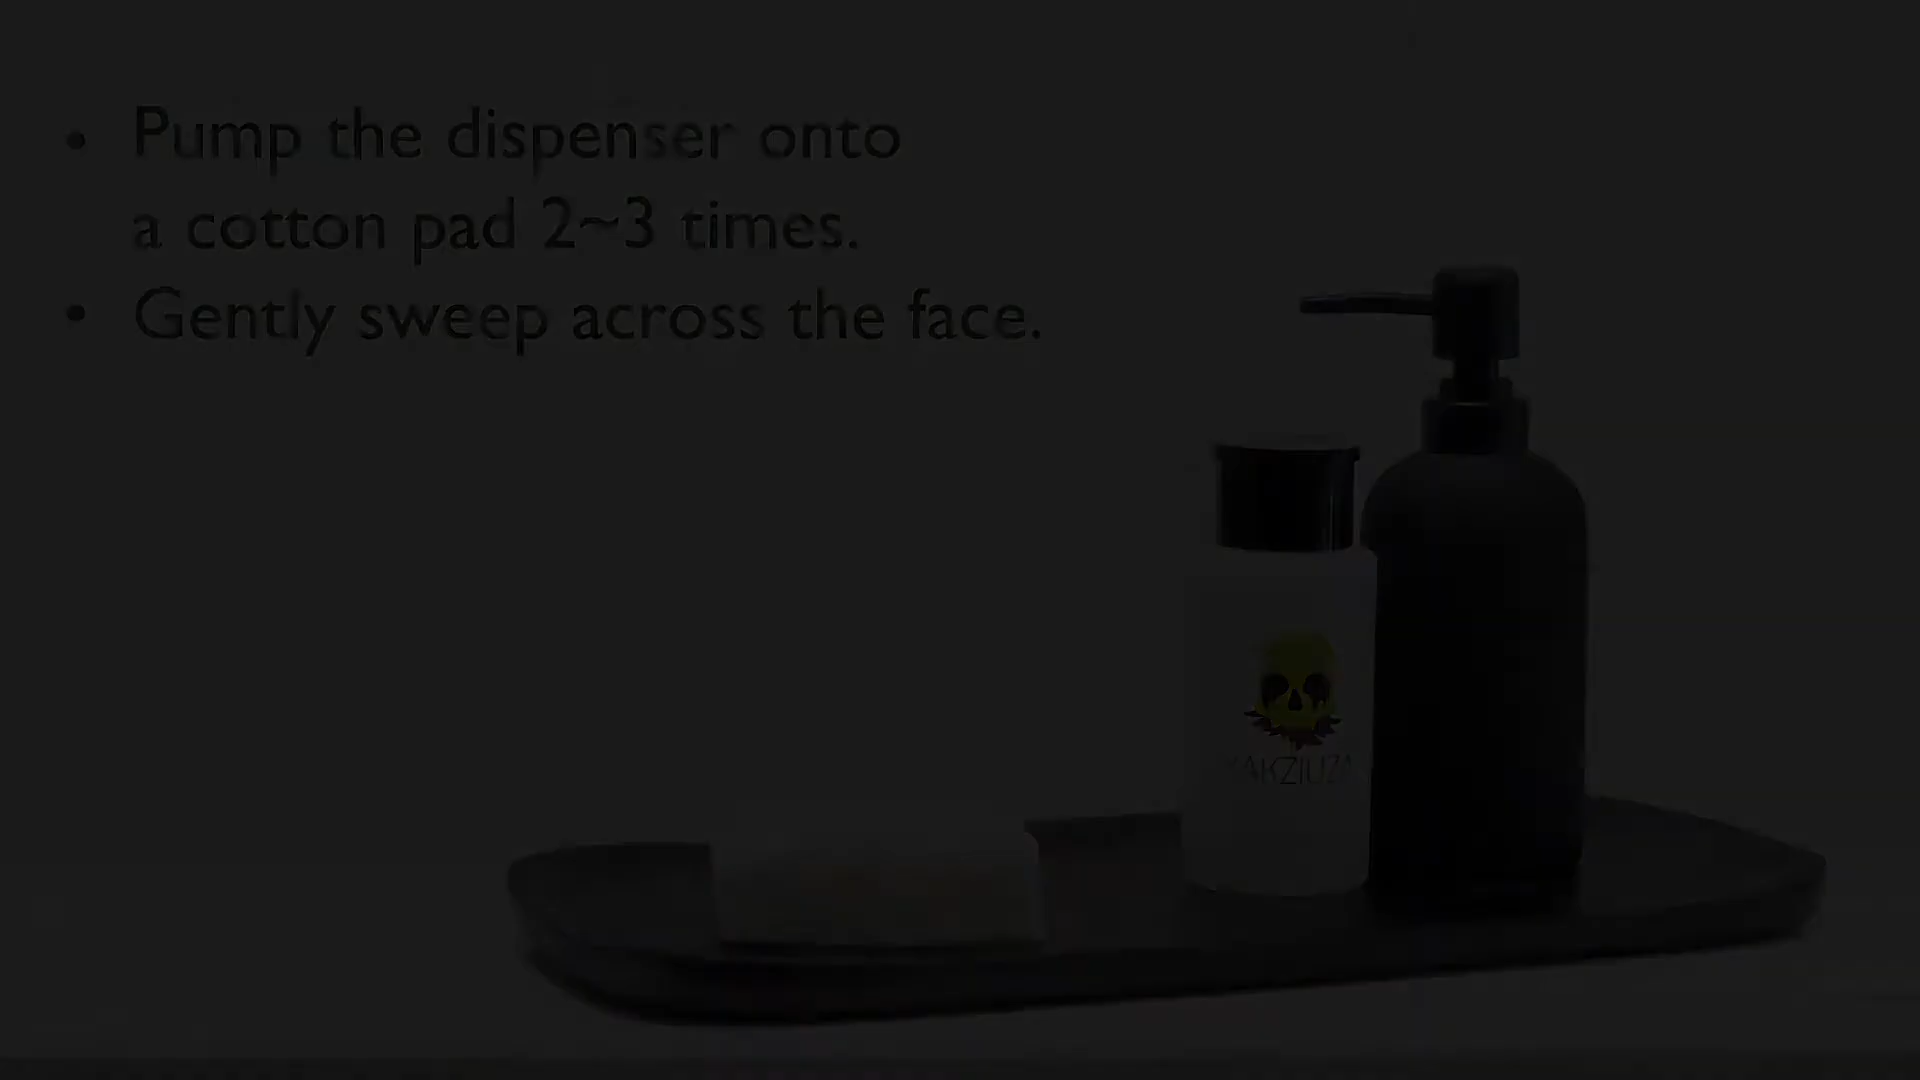 • Pump the dispenser onto
a cotton pad 2~3 times.
• Gently sweep across the face.